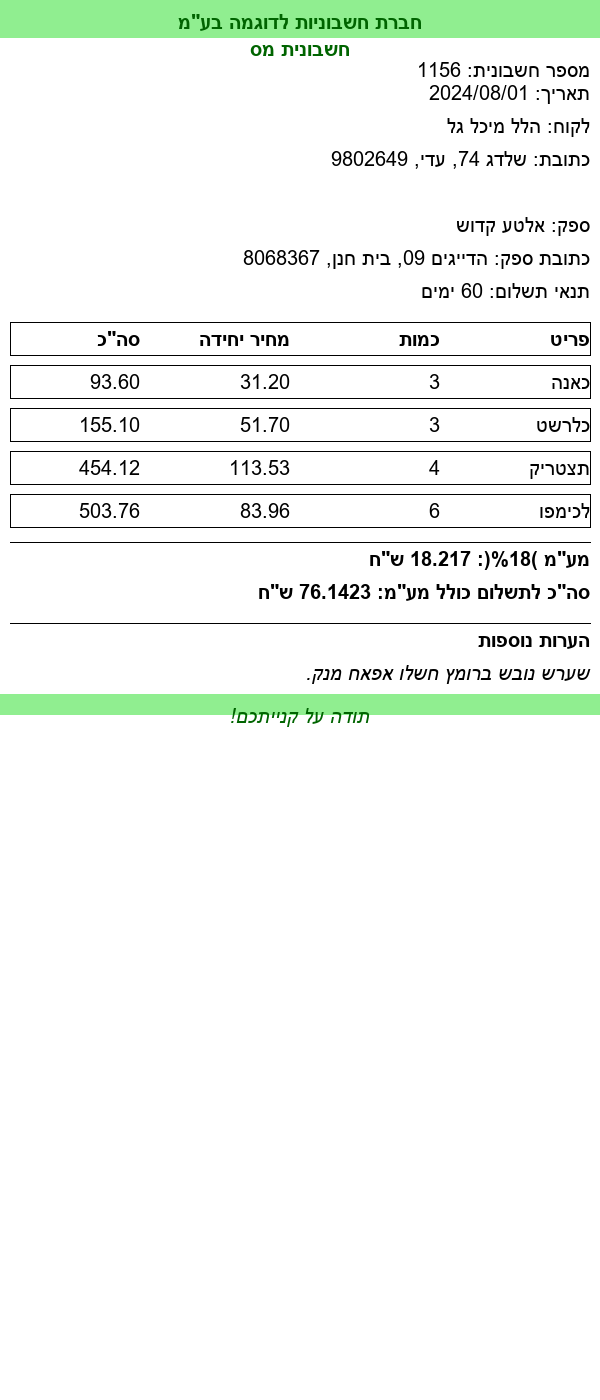 חברת חשבוניות לדוגמה בע"מ
חשבונית מס
מספר חשבונית: 1156
תאריך: 2024/08/01
לקוח: הלל מיכל גל
כתובת: שלדג 74, עדי, 9802649
ספק: אלטע קדוש
כתובת ספק: הדייגים 09, בית חנן, 8068367
תנאי תשלום: 60 ימים
פריט כמות מחיר יחידה סה"כ
כאנה 3 31.20 93.60
כלרשט 3 51.70 155.10
תצטריק 4 113.53 454.12
לכימפו 6 83.96 503.76
מע"מ )18%(: 18.217 ש"ח
סה"כ לתשלום כולל מע"מ: 76.1423 ש"ח
הערות נוספות
שערש נובש ברומץ חשלו אפאח מנק.
תודה על קנייתכם!